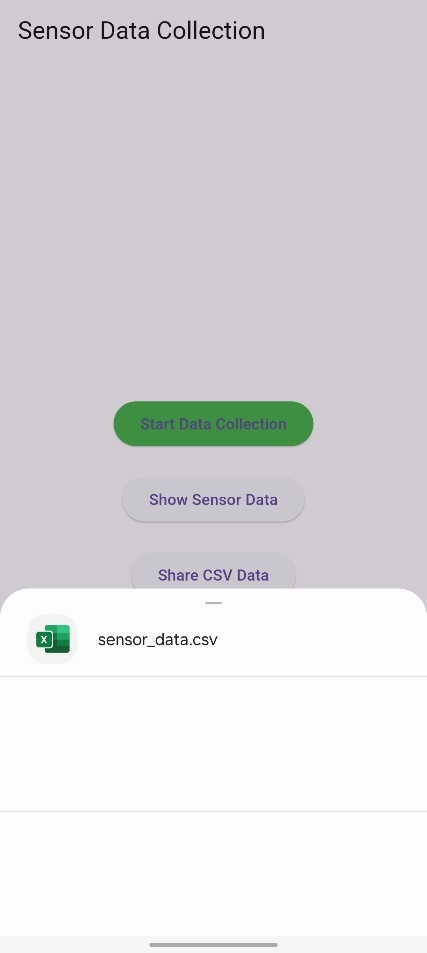 Sensor Data Collection
Start Data Collection
Show Sensor Data
Share CSV Data
X
sensor_data.csv